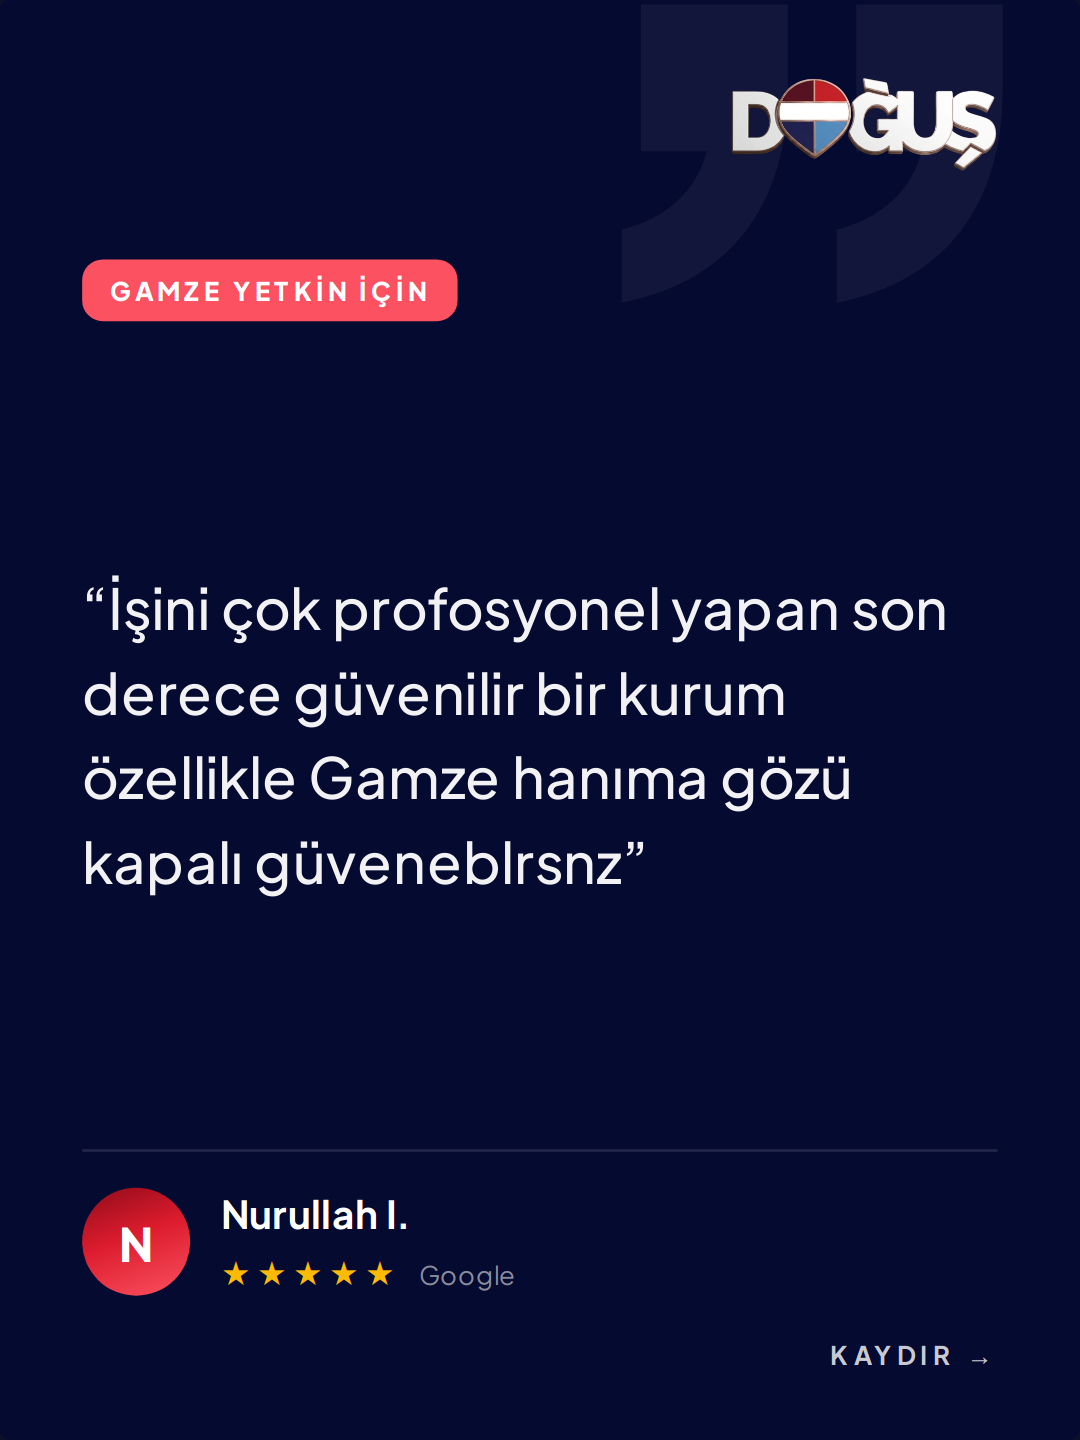 DOĞUŞ
GAMZE YETKİN İÇİN
“İşini çok profosyonel yapan son
derece güvenilir bir kurum
özellikle Gamze hanıma gözü
kapalı güveneblrsnz”
N
Nurullah I.
★★★★★ Google
KAYDIR →